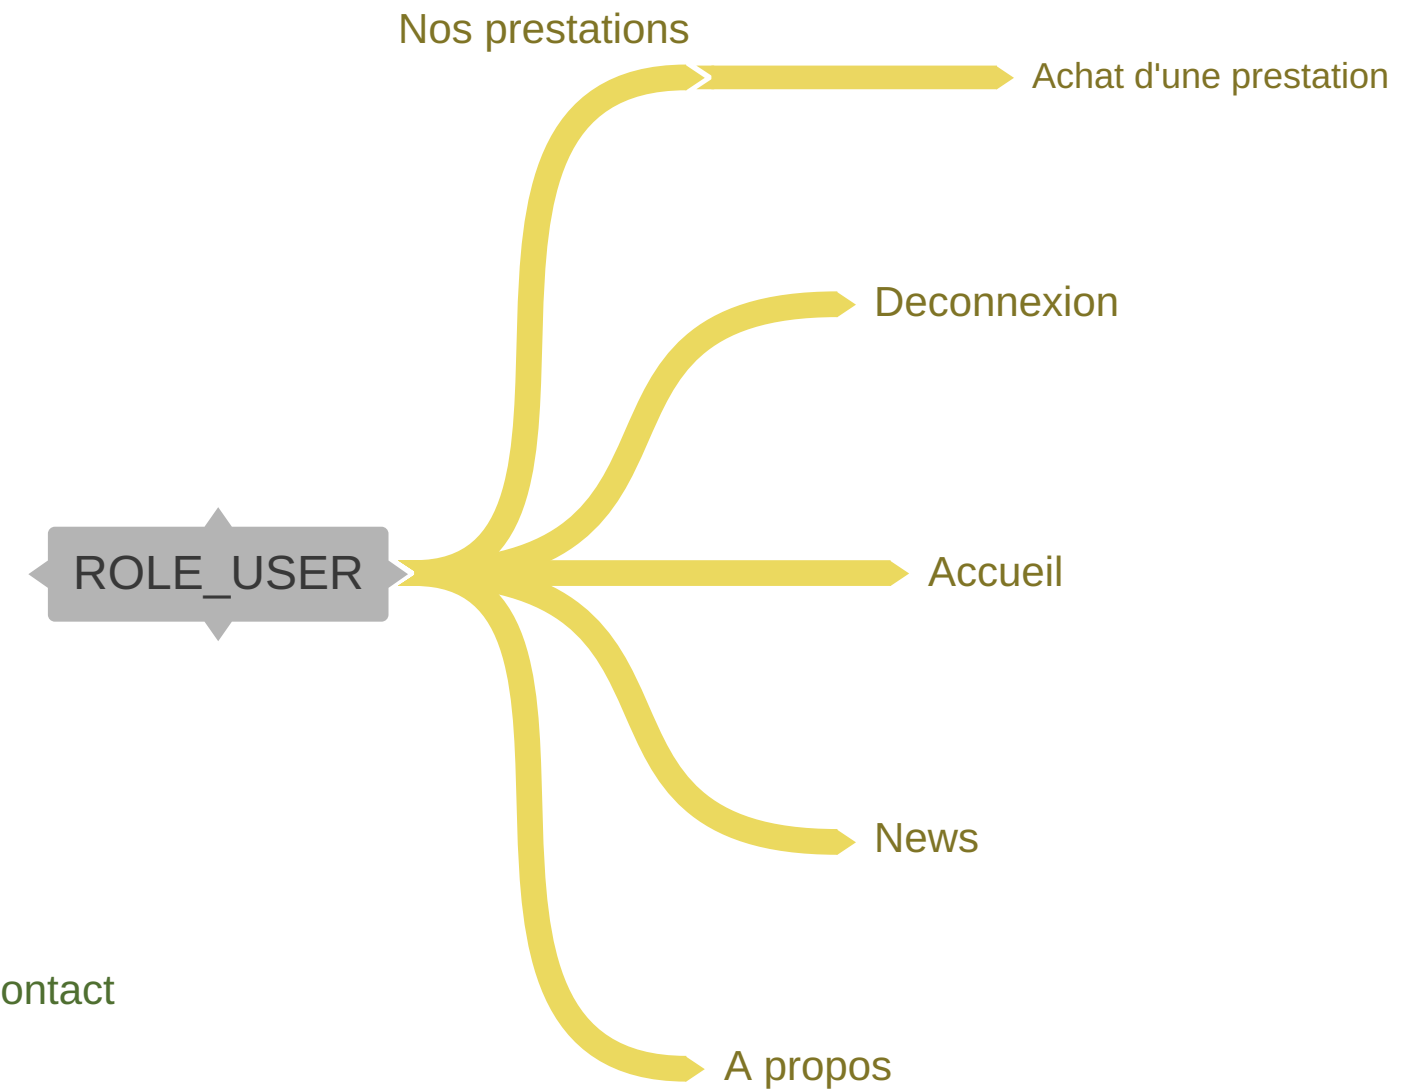 Nos prestations
Achat d'une prestation
Deconnexion
ROLE_USER
Accueil
News
ontact
A propos